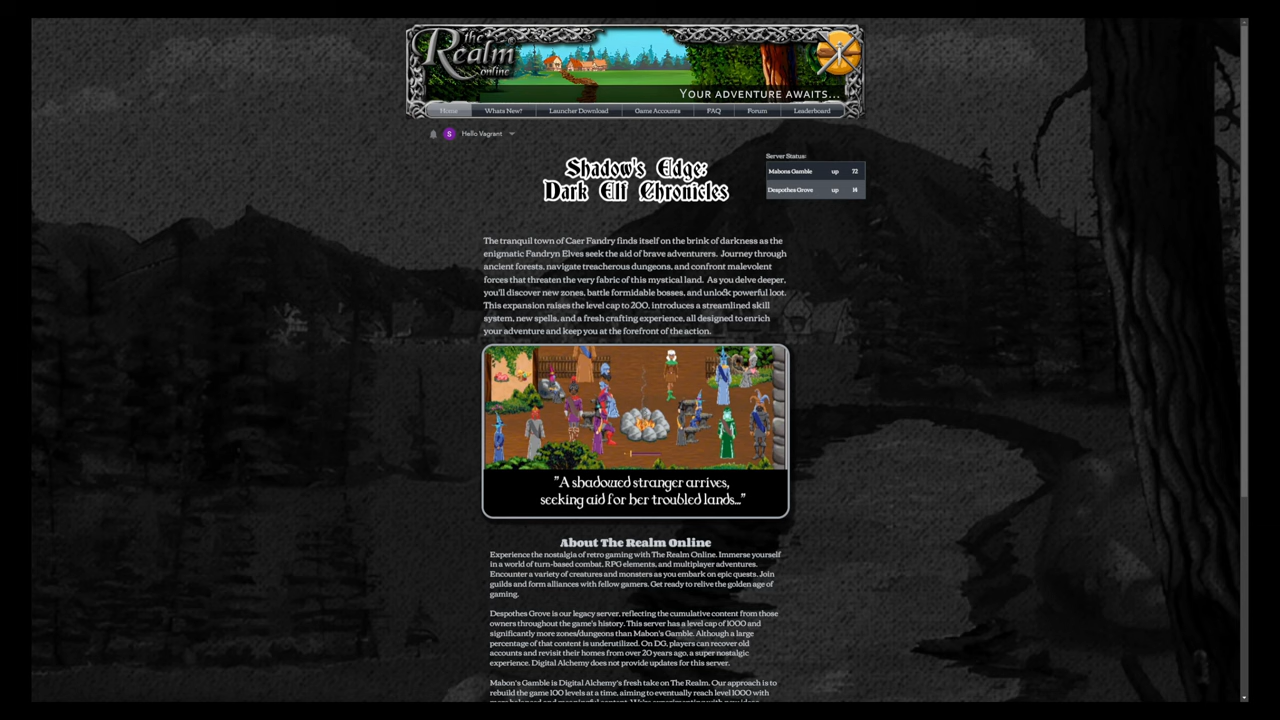 the
Realm
online
YOUR ADVENTURE AWAITS...
Home Whats New? Launcher Download Game Accounts FAQ Forum Leaderboard
S Hello Vagrant
Server Status:
Mabons Gamble up 72
Despothes Grove up 14
Shadow's Edge:
Dark Elf Chronicles
The tranquil town of Caer Fandry finds itself on the brink of darkness as the
enigmatic Fandryn Elves seek the aid of brave adventurers. Journey through
ancient forests, navigate treacherous dungeons, and confront malevolent
forces that threaten the very fabric of this mystical land. As you delve deeper,
you'll discover new zones, battle formidable bosses, and unlock powerful loot.
This expansion raises the level cap to 200, introduces a streamlined skill
system, new spells, and a fresh crafting experience, all designed to enrich
your adventure and keep you at the forefront of the action.
"A shadowed stranger arrives,
seeking aid for her troubled lands..."
About The Realm Online
Experience the nostalgia of retro gaming with The Realm Online. Immerse yourself
in a world of turn-based combat, RPG elements, and multiplayer adventures.
Encounter a variety of creatures and monsters as you embark on epic quests. Join
guilds and form alliances with fellow gamers. Get ready to relive the golden age of
gaming.
Despothes Grove is our legacy server, reflecting the cumulative content from those
owners throughout the game's history. This server has a level cap of 1000 and
significantly more zones/dungeons than Mabon's Gamble. Although a large
percentage of that content is underutilized. On DG, players can recover old
accounts and revisit their homes from over 20 years ago, a super nostalgic
experience. Digital Alchemy does not provide updates for this server.
Mabon's Gamble is Digital Alchemy's fresh take on The Realm. Our approach is to
rebuild the game 100 levels at a time, aiming to eventually reach level 1000 with